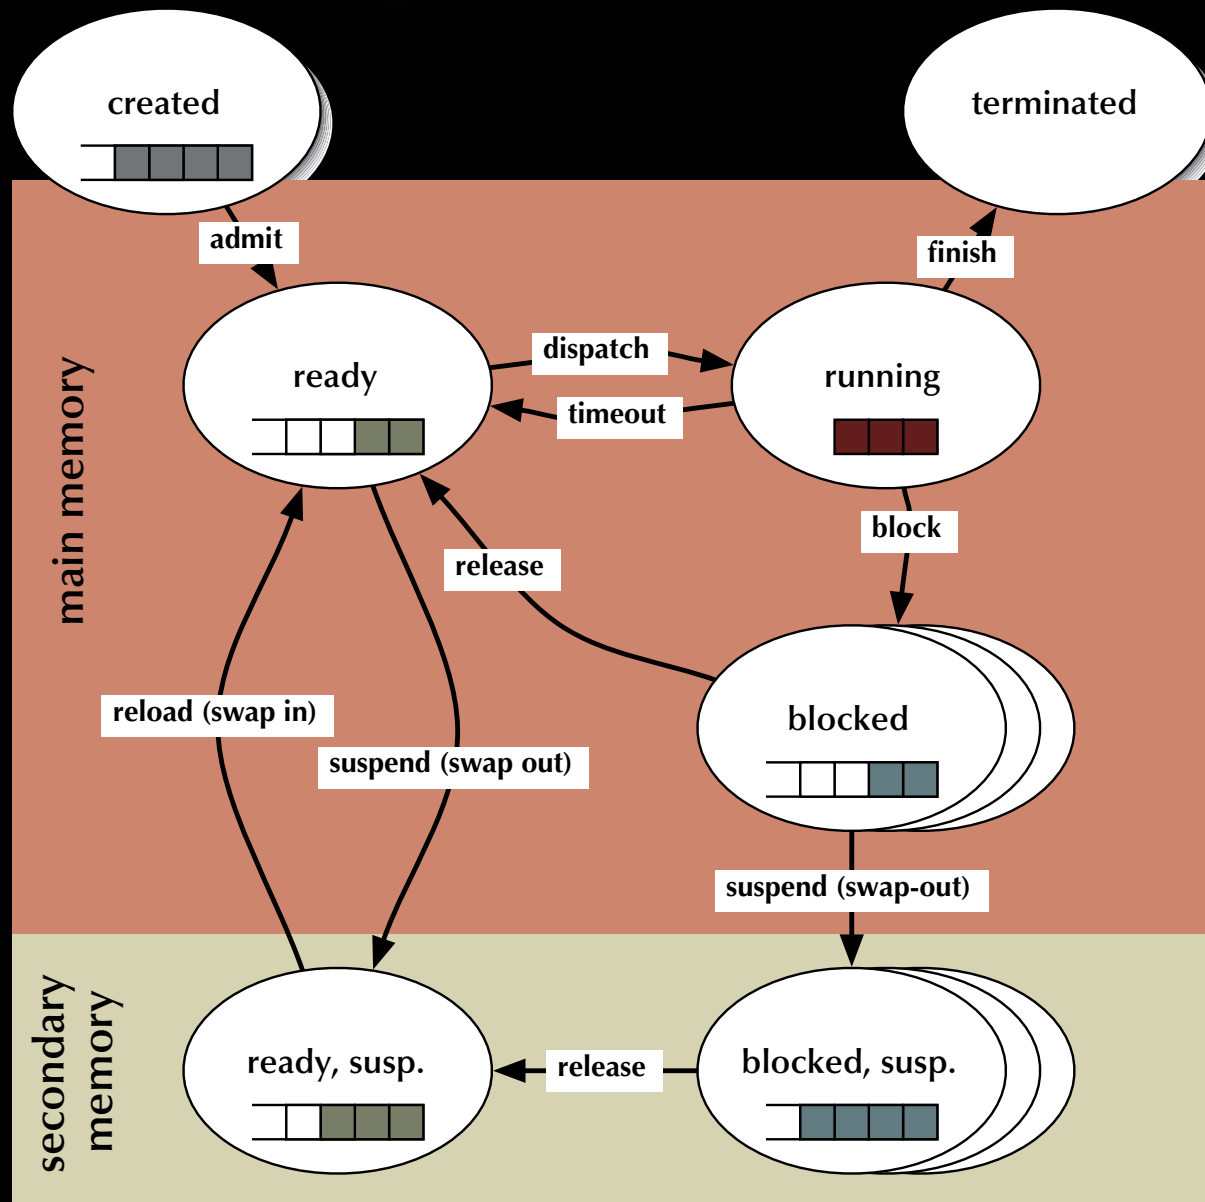 created
terminated
admit
finish
main memory
ready
dispatch
running
timeout
block
release
reload (swap in)
blocked
suspend (swap out)
suspend (swap-out)
secondary
memory
ready, susp.
release
blocked, susp.